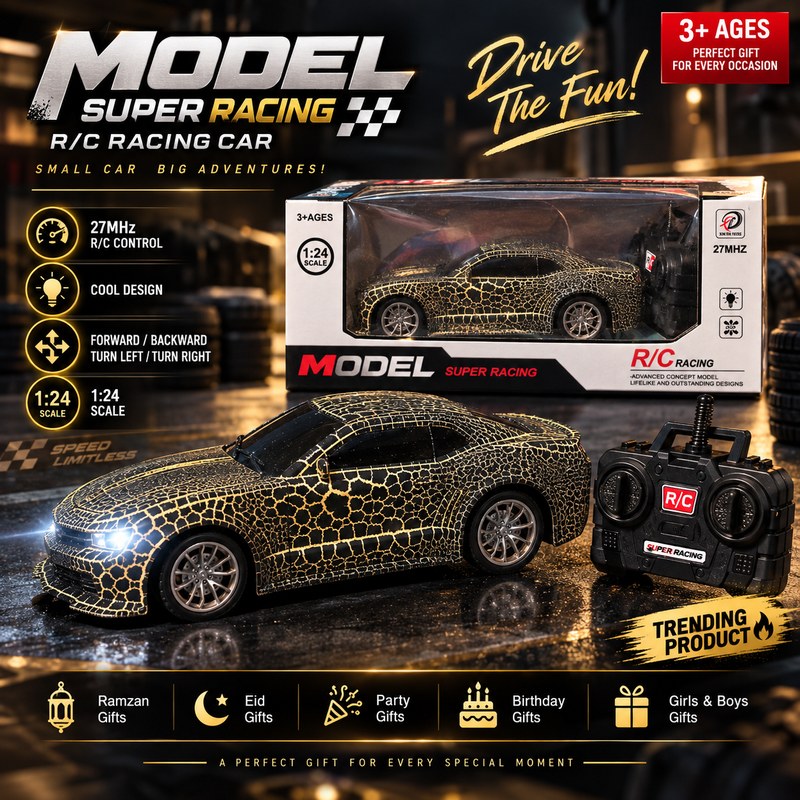 MODEL
SUPER RACING
R/C RACING CAR
SMALL CAR BIG ADVENTURES!
Drive
The Fun!
3+ AGES
PERFECT GIFT
FOR EVERY OCCASION
27MHz
R/C CONTROL
COOL DESIGN
FORWARD / BACKWARD
TURN LEFT / TURN RIGHT
1:24
SCALE
1:24
SCALE
3+AGES
1:24
SCALE
27MHZ
MODEL SUPER RACING
R/C RACING
-ADVANCED CONCEPT MODEL
LIFELIKE AND OUTSTANDING DESIGNS
SPEED
LIMITLESS
R/C
SUPER RACING
TRENDING
PRODUCT
Ramzan
Gifts
Eid
Gifts
Party
Gifts
Birthday
Gifts
Girls & Boys
Gifts
A PERFECT GIFT FOR EVERY SPECIAL MOMENT